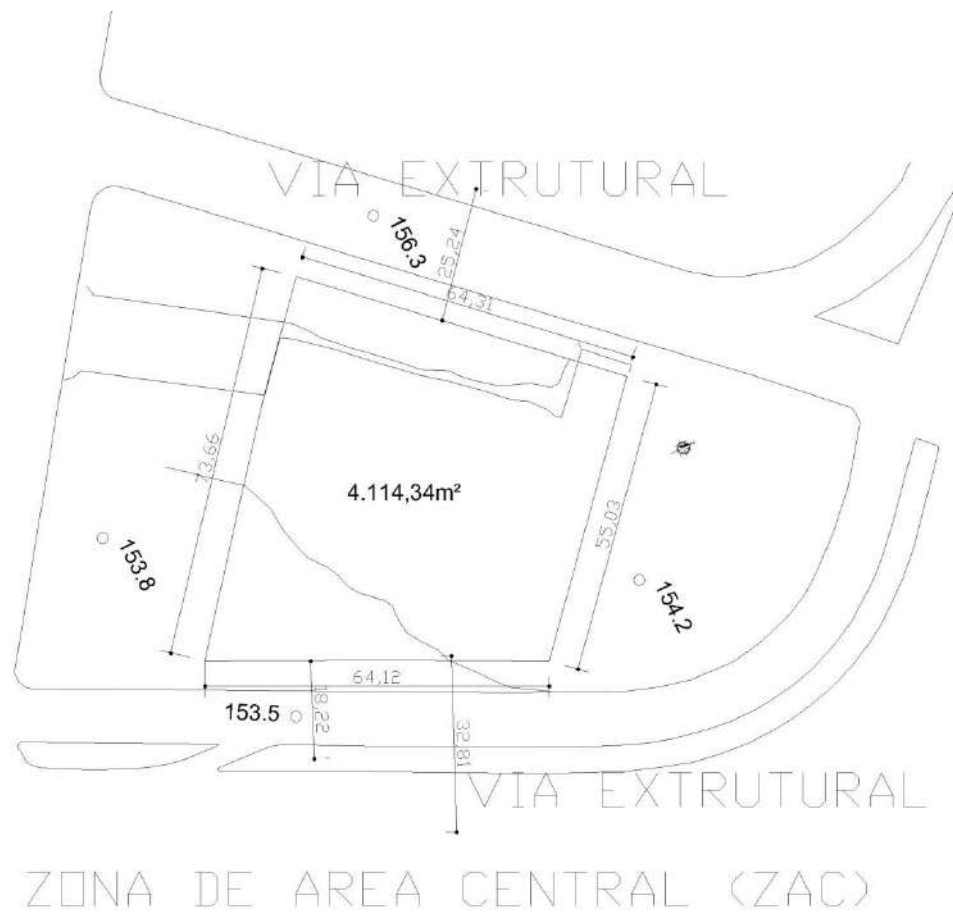 VIA EXTRUTURAL
156.3
25,24
64,31
73,66
4.114,34m²
55,03
153.8
154.2
64,12
153.5
18,22
32,81
VIA EXTRUTURAL
ZONA DE AREA CENTRAL (ZAC)